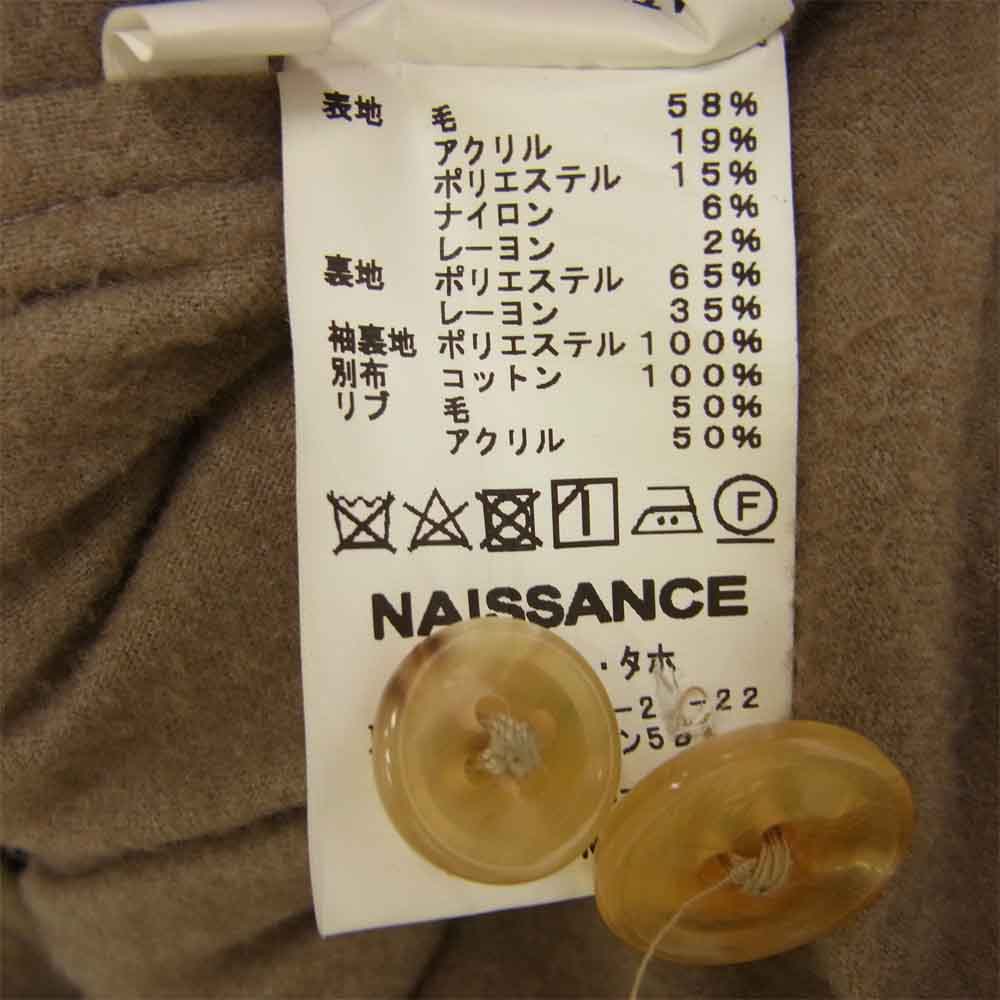 表地 毛 58%
アクリル 19%
ポリエステル 15%
ナイロン 6%
レーヨン 2%
裏地 ポリエステル 65%
レーヨン 35%
袖裏地 ポリエステル 100%
別布 コットン 100%
リブ 毛 50%
アクリル 50%
F
NAISSANCE
・タホ
-22